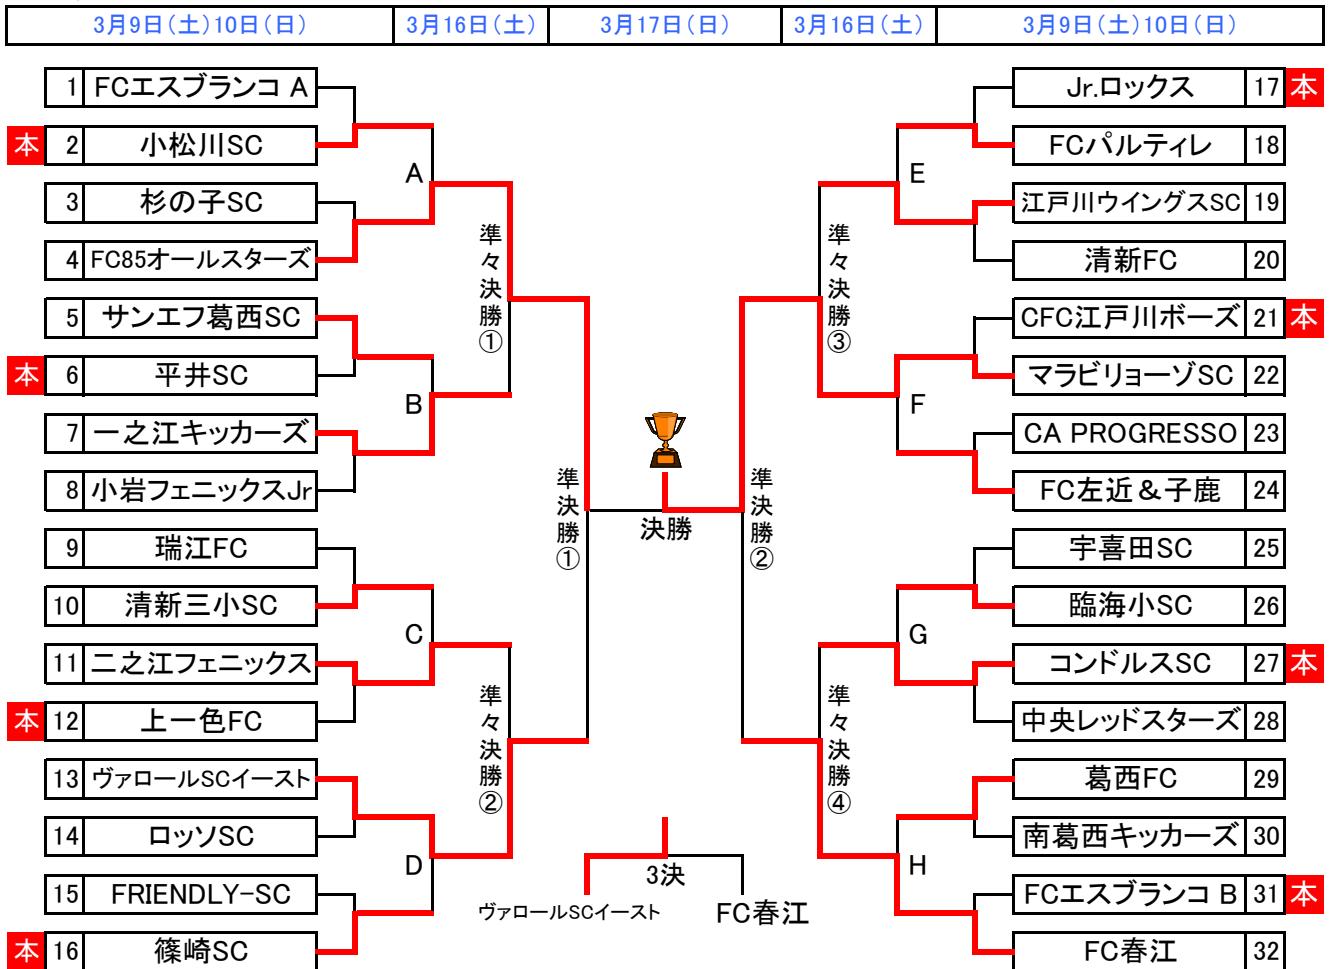 3月9日(土)10日(日)
3月16日(土)
3月17日(日)
3月16日(土)
3月9日(土)10日(日)
1 FCエスブランコ A
本 2 小松川SC
3 杉の子SC
4 FC85オールスターズ
5 サンエフ葛西SC
本 6 平井SC
7 一之江キッカーズ
8 小岩フェニックスJr
9 瑞江FC
10 清新三小SC
11 二之江フェニックス
本 12 上一色FC
13 ヴァロールSCイースト
14 ロッソSC
15 FRIENDLY-SC
本 16 篠崎SC
A
B
C
D
準々決勝①
準々決勝②
準決勝①
決勝
3決
ヴァロールSCイースト
FC春江
準決勝②
準々決勝③
準々決勝④
E
F
G
H
Jr.ロックス 17 本
FCパルティレ 18
江戸川ウイングスSC 19
清新FC 20
CFC江戸川ボーズ 21 本
マラビリョーゾSC 22
CA PROGRESSO 23
FC左近&子鹿 24
宇喜田SC 25
臨海小SC 26
コンドルスSC 27 本
中央レッドスターズ 28
葛西FC 29
南葛西キッカーズ 30
FCエスブランコ B 31 本
FC春江 32